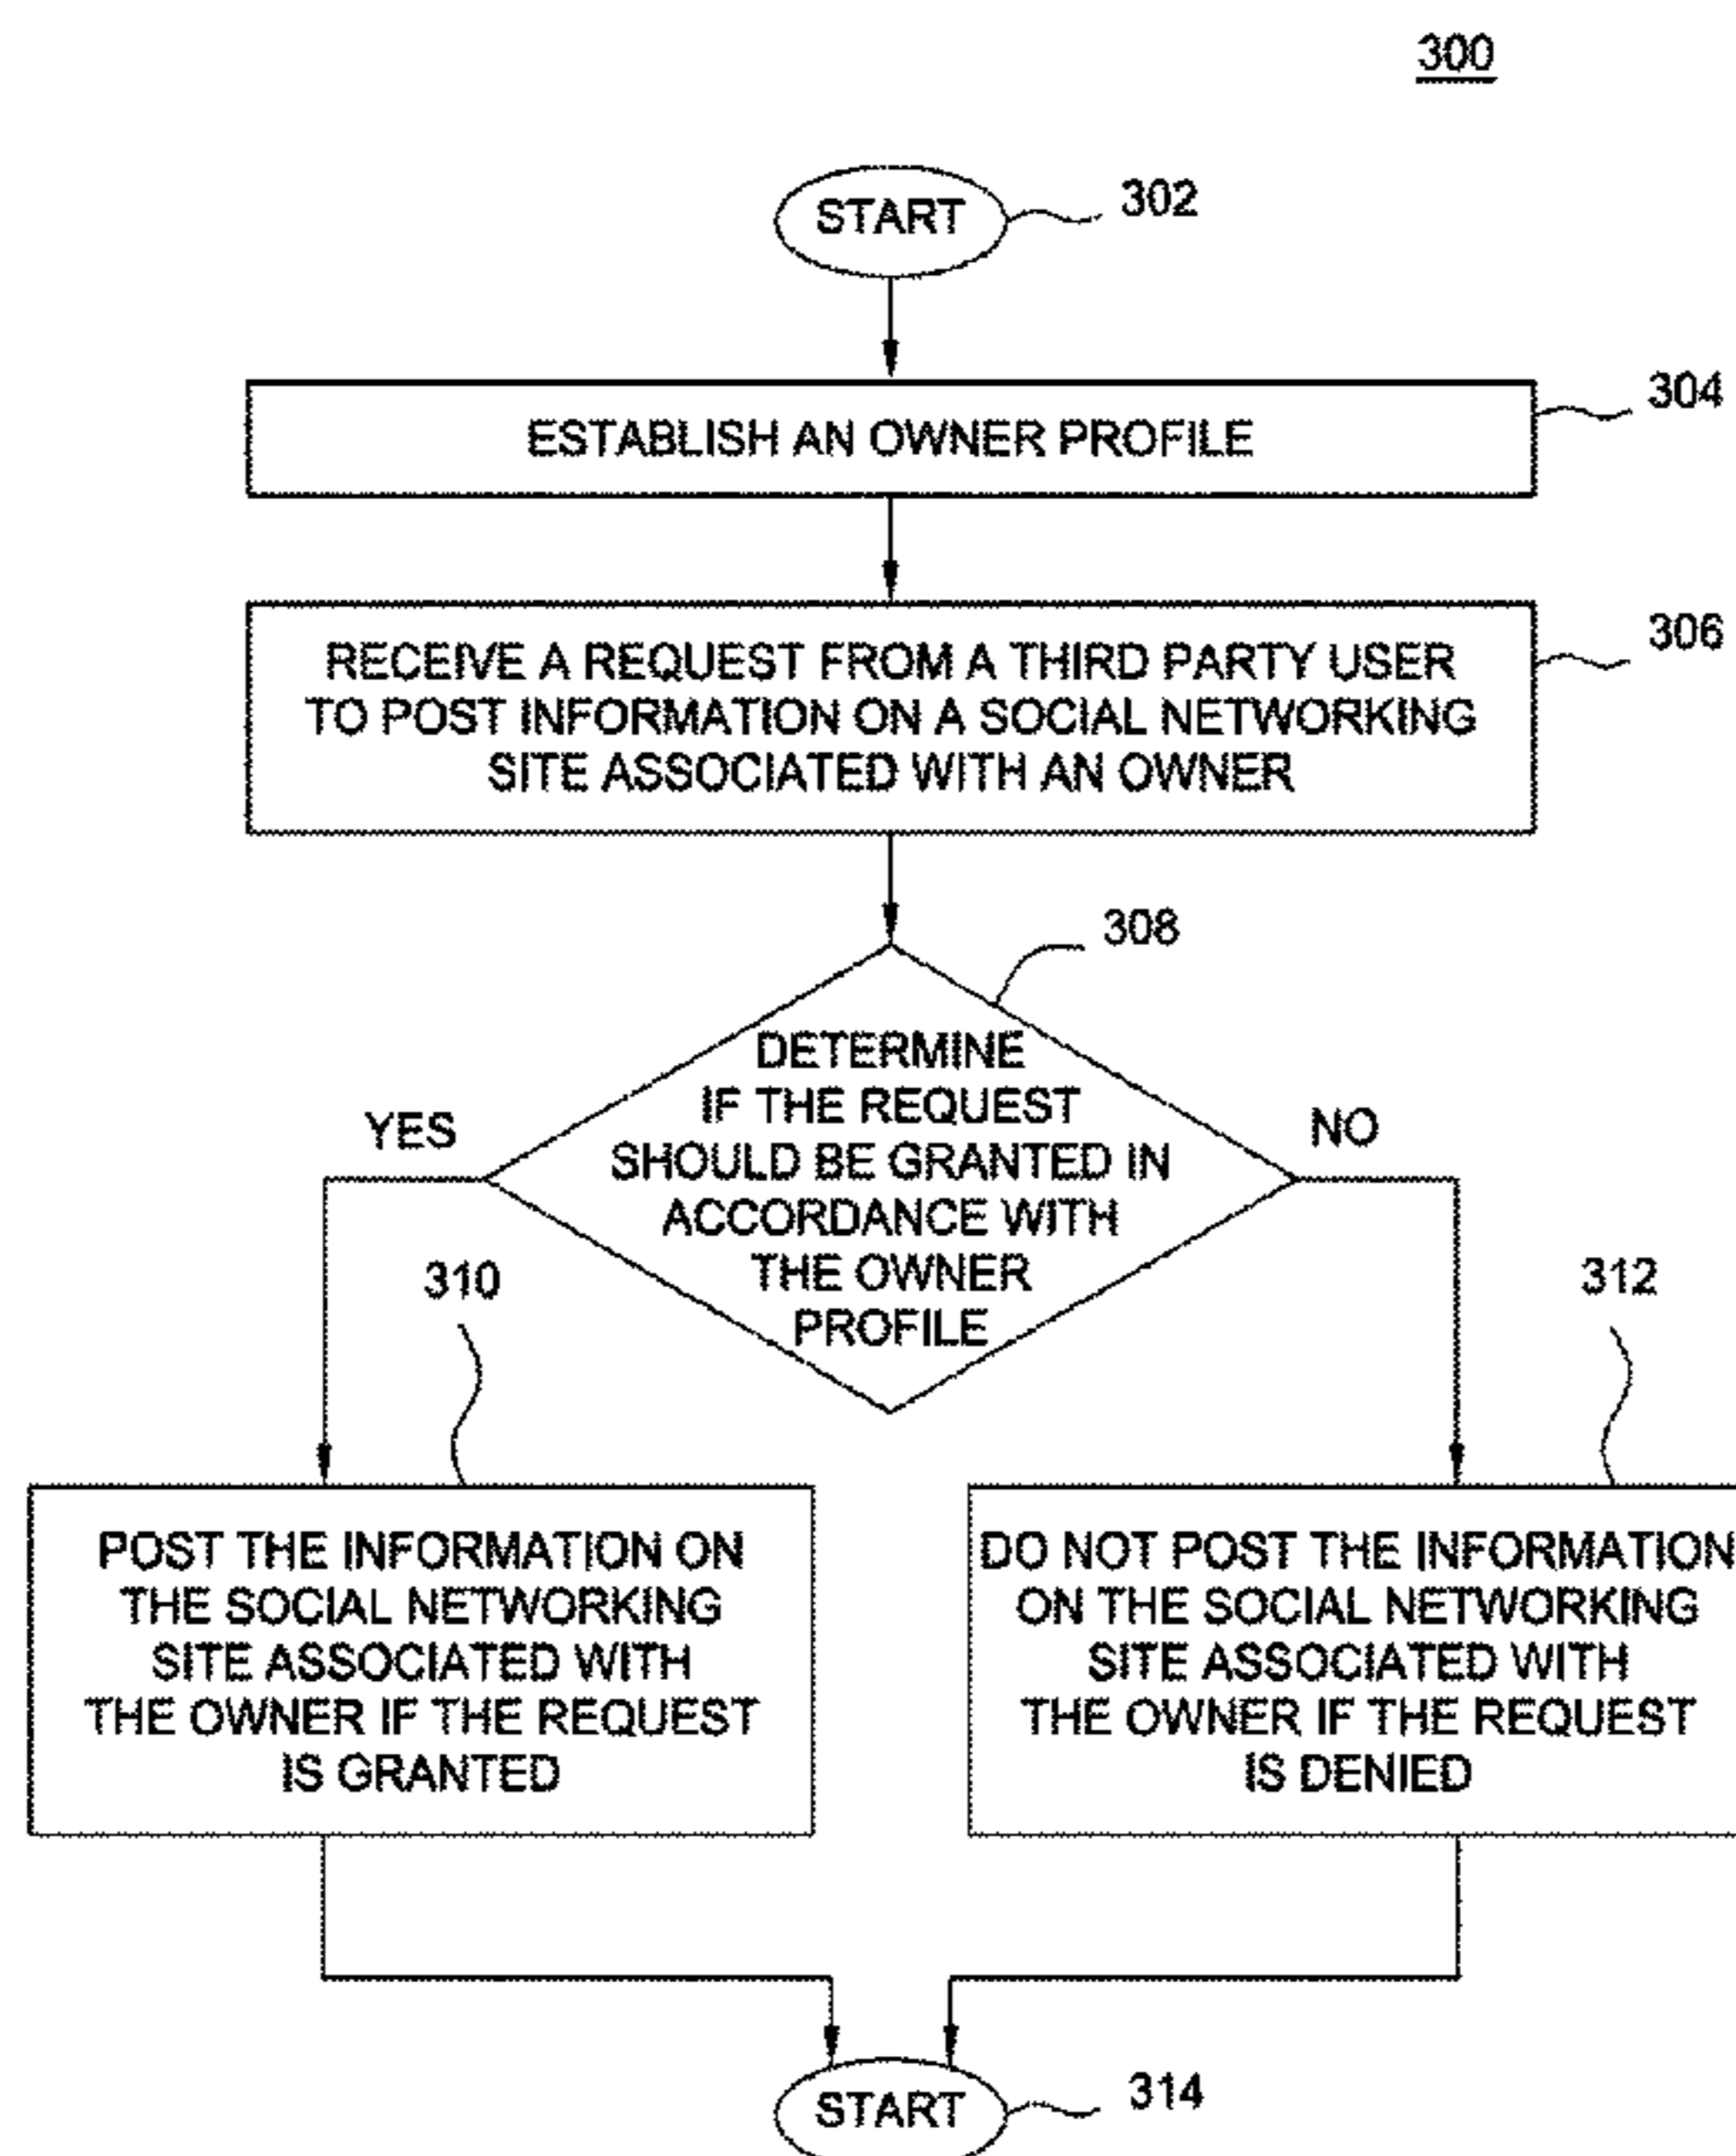 300
START
302
304
ESTABLISH AN OWNER PROFILE
306
RECEIVE A REQUEST FROM A THIRD PARTY USER
TO POST INFORMATION ON A SOCIAL NETWORKING
SITE ASSOCIATED WITH AN OWNER
308
DETERMINE
IF THE REQUEST
SHOULD BE GRANTED IN
ACCORDANCE WITH
THE OWNER
PROFILE
YES
NO
310
312
POST THE INFORMATION ON
THE SOCIAL NETWORKING
SITE ASSOCIATED WITH
THE OWNER IF THE REQUEST
IS GRANTED
DO NOT POST THE INFORMATION
ON THE SOCIAL NETWORKING
SITE ASSOCIATED WITH
THE OWNER IF THE REQUEST
IS DENIED
START
314